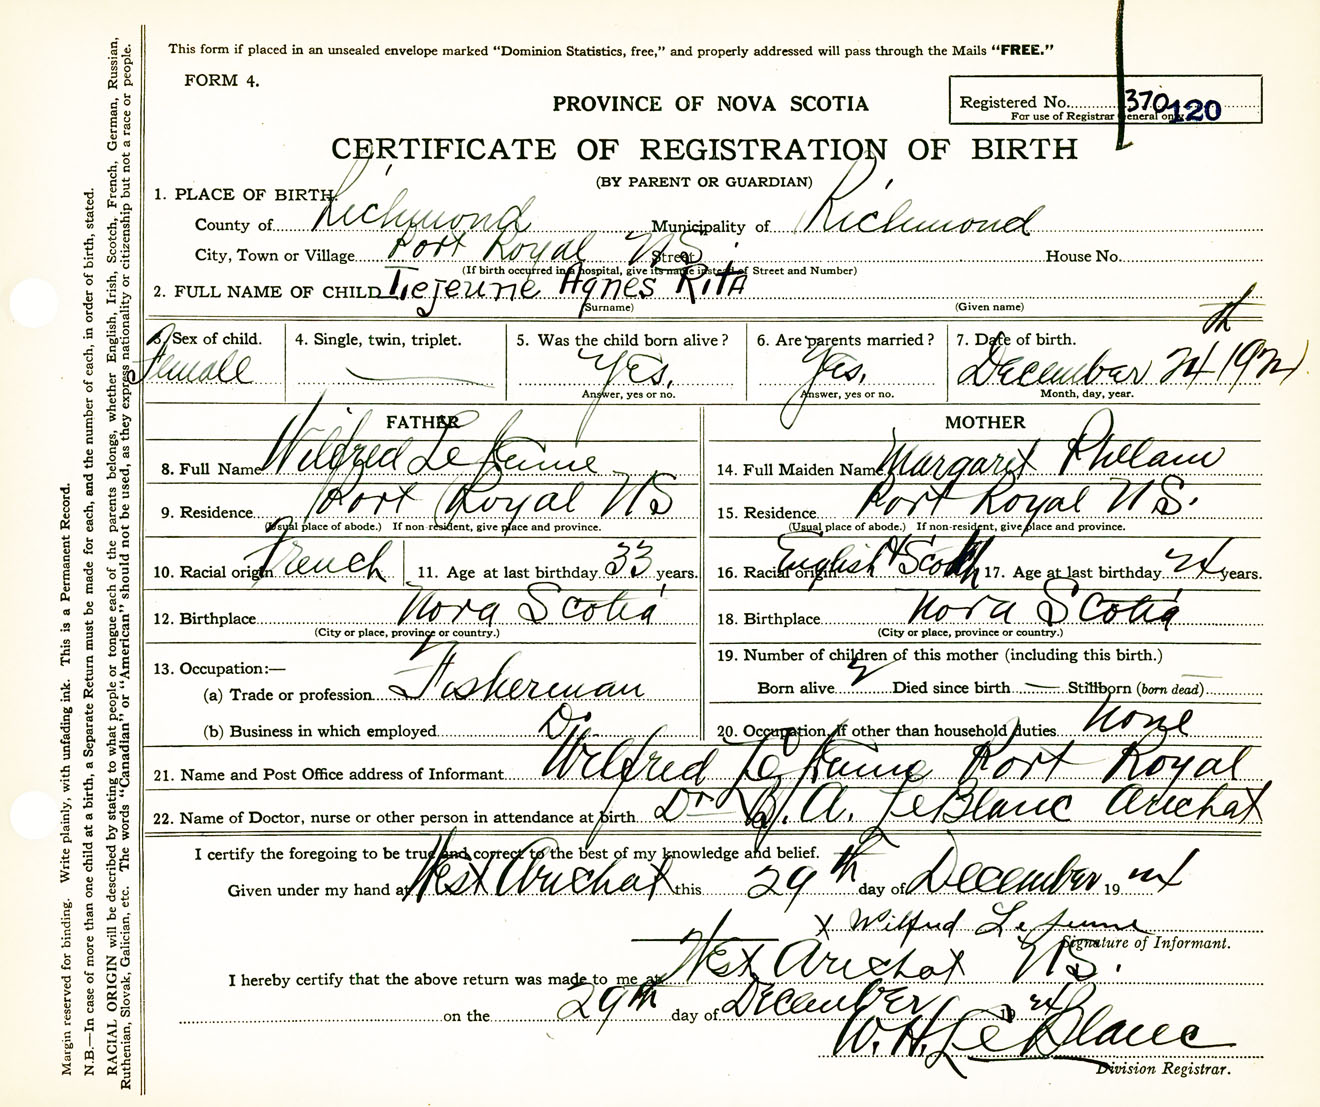 This form if placed in an unsealed envelope marked “Dominion Statistics, free,” and properly addressed will pass through the Mails “FREE.”
FORM 4.
PROVINCE OF NOVA SCOTIA
Registered No. 370 120
For use of Registrar General only
CERTIFICATE OF REGISTRATION OF BIRTH
(BY PARENT OR GUARDIAN)
1. PLACE OF BIRTH
County of Richmond Municipality of Richmond
City, Town or Village Port Royal N S. Street House No.
(If birth occurred in a hospital, give its name instead of Street and Number)
2. FULL NAME OF CHILD Lejeune Agnes Rita
(Surname) (Given name)
3. Sex of child. 4. Single, twin, triplet. 5. Was the child born alive? 6. Are parents married? 7. Date of birth.
Female Yes. Yes. December 24th 192
Answer, yes or no. Answer, yes or no. Month, day, year.
FATHER MOTHER
8. Full Name Wilfred LeJeune 14. Full Maiden Name Margaret Phelan
9. Residence Port Royal N S 15. Residence Port Royal N S.
(Usual place of abode.) If non-resident, give place and province. (Usual place of abode.) If non-resident, give place and province.
10. Racial origin French 11. Age at last birthday 33 years. 16. Racial origin English & Scotch 17. Age at last birthday 24 years.
12. Birthplace Nova Scotia 18. Birthplace Nova Scotia
(City or place, province or country.) (City or place, province or country.)
13. Occupation:— 19. Number of children of this mother (including this birth.)
(a) Trade or profession Fisherman Born alive 2 Died since birth — Stillborn (born dead) —
(b) Business in which employed Do. 20. Occupation, if other than household duties. None
21. Name and Post Office address of Informant Wilfred LeJeune Port Royal
22. Name of Doctor, nurse or other person in attendance at birth Dr B. A. LeBlanc Arichat
I certify the foregoing to be true and correct to the best of my knowledge and belief.
Given under my hand at West Arichat this 29th day of December 19 24
X Wilfred LeJeune
Signature of Informant.
I hereby certify that the above return was made to me at West Arichat N S.
on the 29th day of December 19 24
W. H. LeBlanc
Division Registrar.
Margin reserved for binding. Write plainly, with unfading ink. This is a Permanent Record.
N.B.—In case of more than one child at a birth, a Separate Return must be made for each, and the number of each, in order of birth, stated.
RACIAL ORIGIN will be described by stating to what people or tongue each of the parents belongs, whether English, Irish, Scotch, French, German, Russian,
Ruthenian, Slovak, Galician, etc. The words “Canadian” or “American” should not be used, as they express nationality or citizenship but not a race or people.